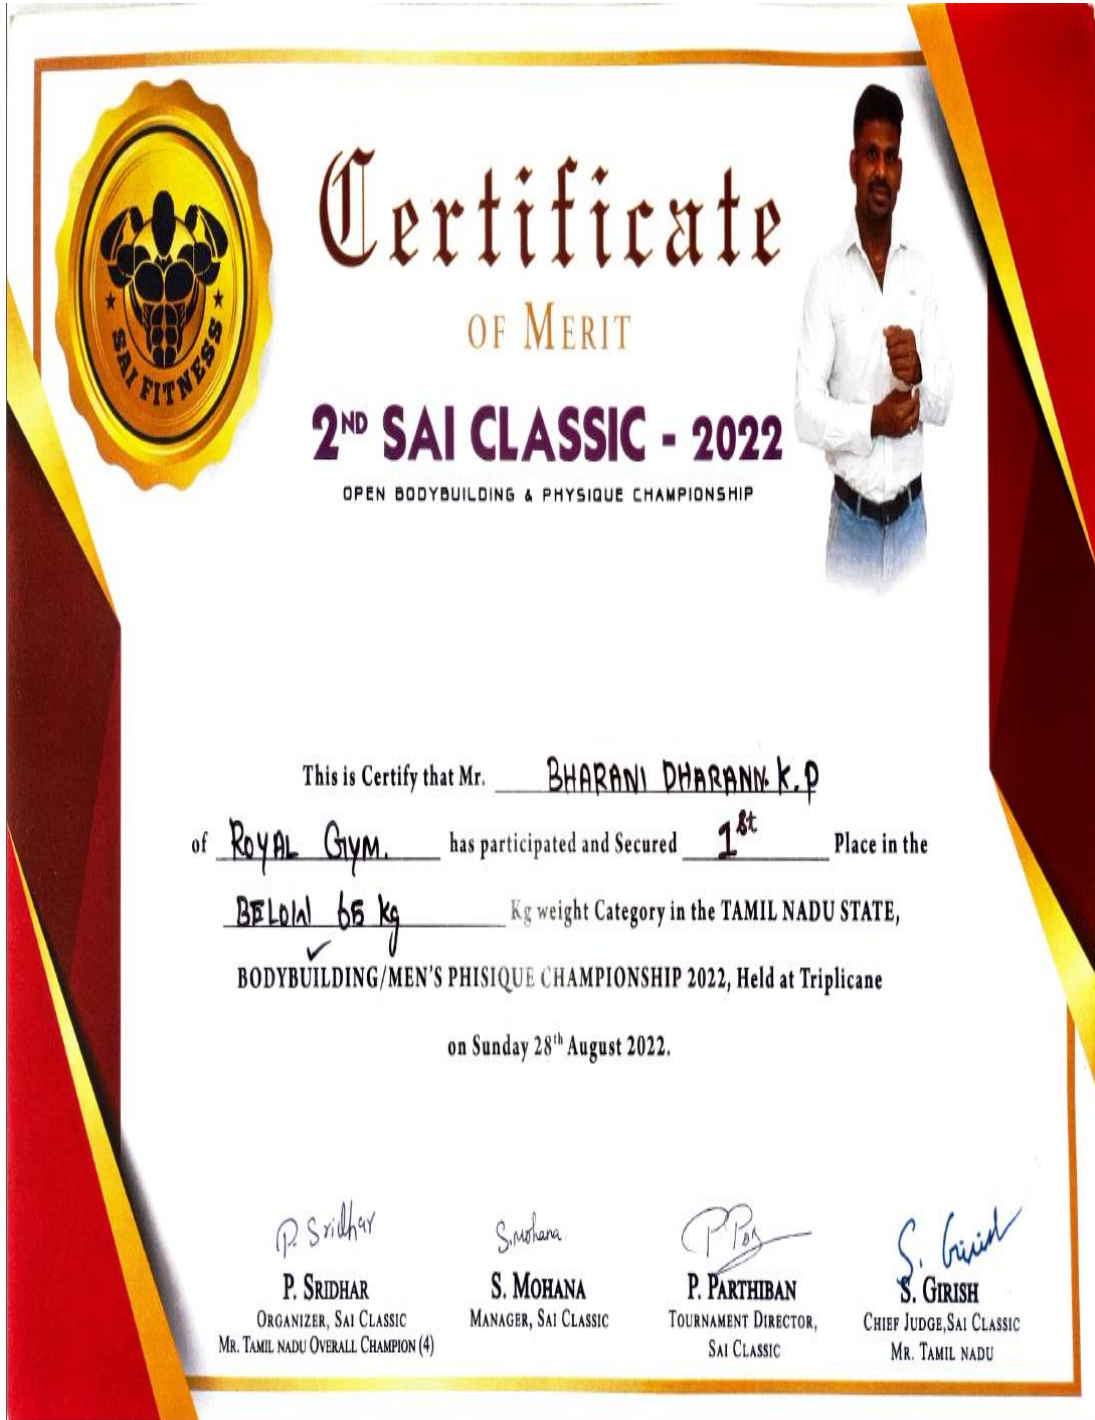 ★ SAI FITNESS ★
Certificate
OF MERIT
2ND SAI CLASSIC - 2022
OPEN BODYBUILDING & PHYSIQUE CHAMPIONSHIP
This is Certify that Mr. BHARANI DHARANN. K.P
of ROYAL GYM. has participated and Secured 1st Place in the
BELOW 65 kg Kg weight Category in the TAMIL NADU STATE,
BODYBUILDING/MEN'S PHISIQUE CHAMPIONSHIP 2022, Held at Triplicane
on Sunday 28th August 2022.
P. Sridhar S.Mohana S. Girish
P. SRIDHAR S. MOHANA P. PARTHIBAN S. GIRISH
ORGANIZER, SAI CLASSIC MANAGER, SAI CLASSIC TOURNAMENT DIRECTOR, CHIEF JUDGE,SAI CLASSIC
MR. TAMIL NADU OVERALL CHAMPION (4) SAI CLASSIC MR. TAMIL NADU